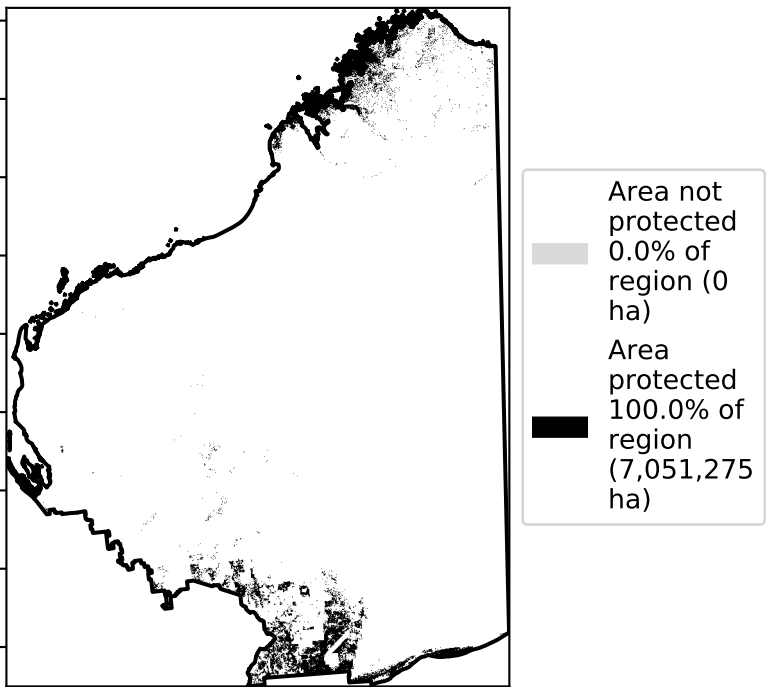 Area not
protected
0.0% of
region (0
ha)
Area
protected
100.0% of
region
(7,051,275
ha)